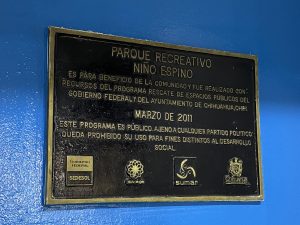 PARQUE RECREATIVO
NIÑO ESPINO
ES PARA BENEFICIO DE LA COMUNIDAD Y FUE REALIZADO CON
RECURSOS DEL PROGRAMA RESCATE DE ESPACIOS PÚBLICOS DEL
GOBIERNO FEDERAL Y DEL AYUNTAMIENTO DE CHIHUAHUA, CHIH.
MARZO DE 2011
ESTE PROGRAMA ES PÚBLICO, AJENO A CUALQUIER PARTIDO POLÍTICO.
QUEDA PROHIBIDO SU USO PARA FINES DISTINTOS AL DESARROLLO
SOCIAL.
GOBIERNO
FEDERAL
SEDESOL
sumar